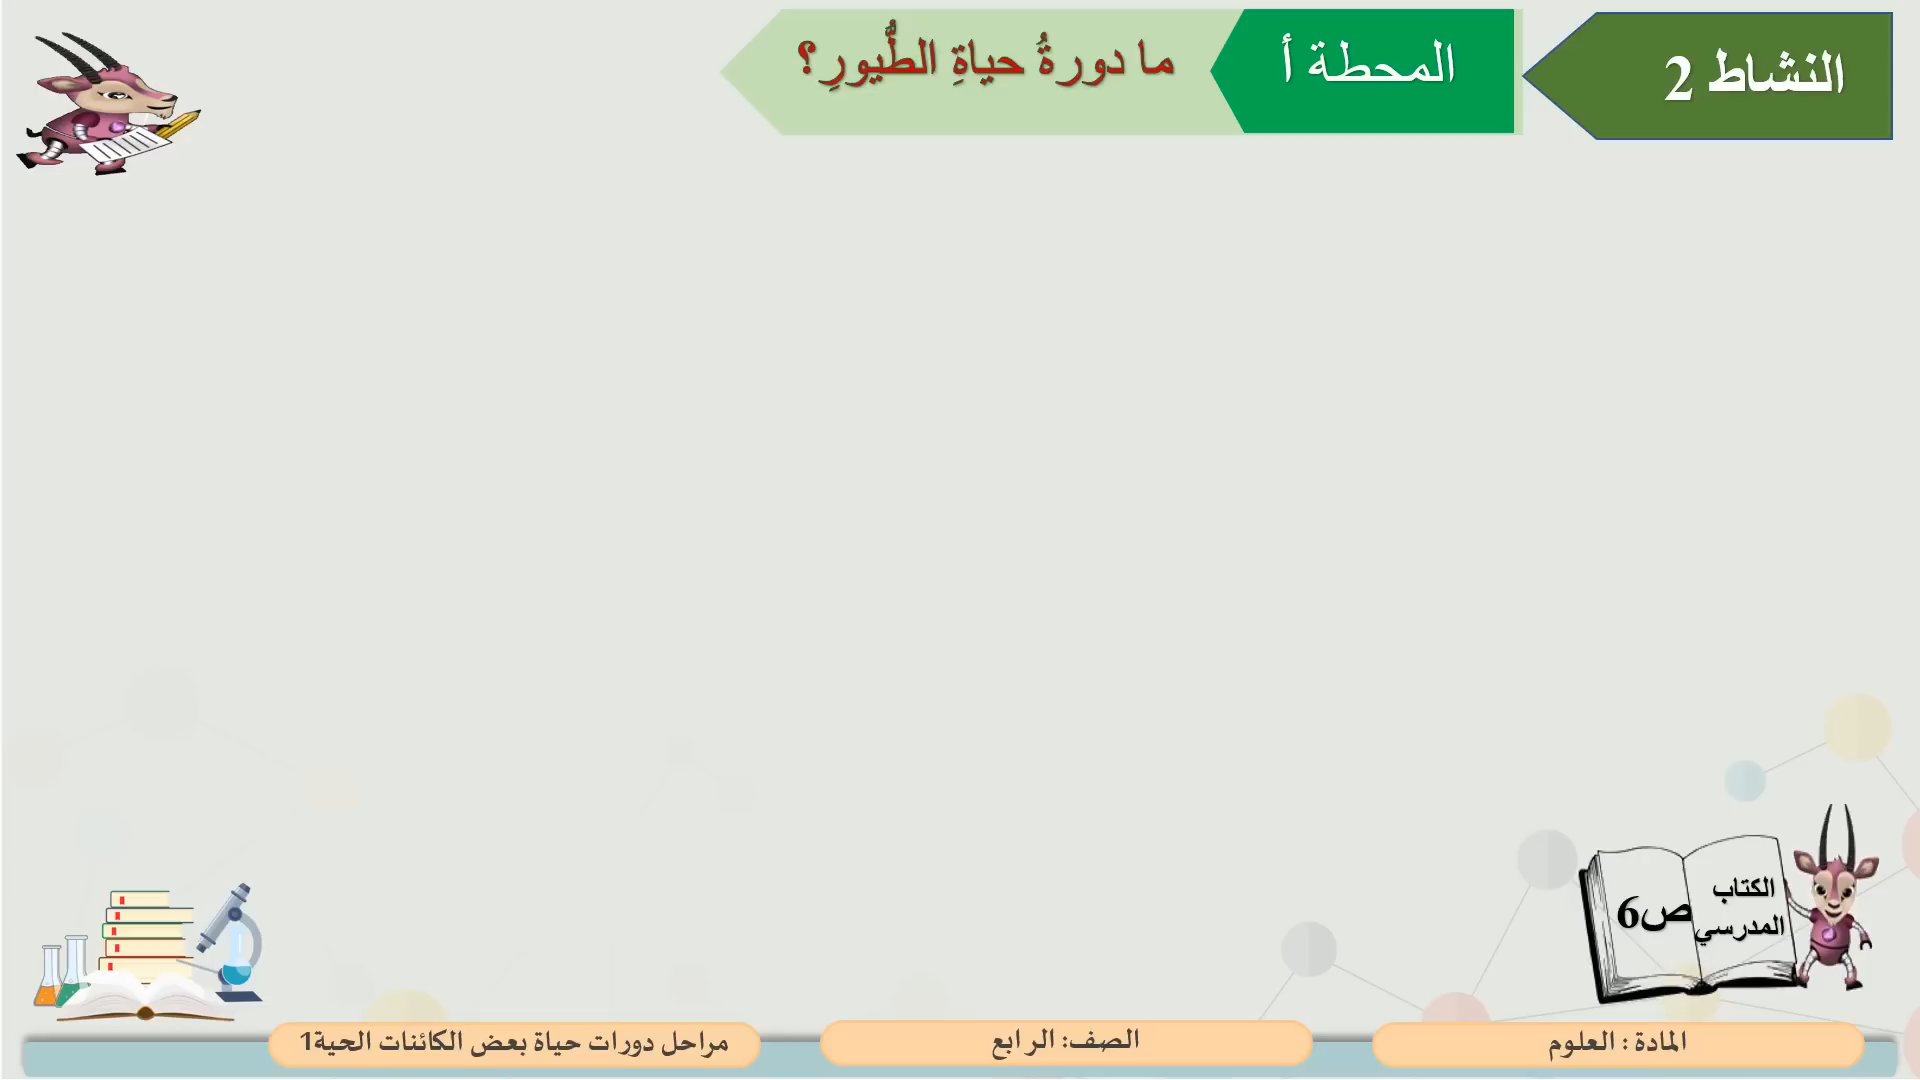 النشاط 2
المحطة أ
ما دورةُ حياةِ الطُّيورِ؟
الكتاب
المدرسي
ص6
المادة : العلوم
الصف: الرابع
مراحل دورات حياة بعض الكائنات الحية1